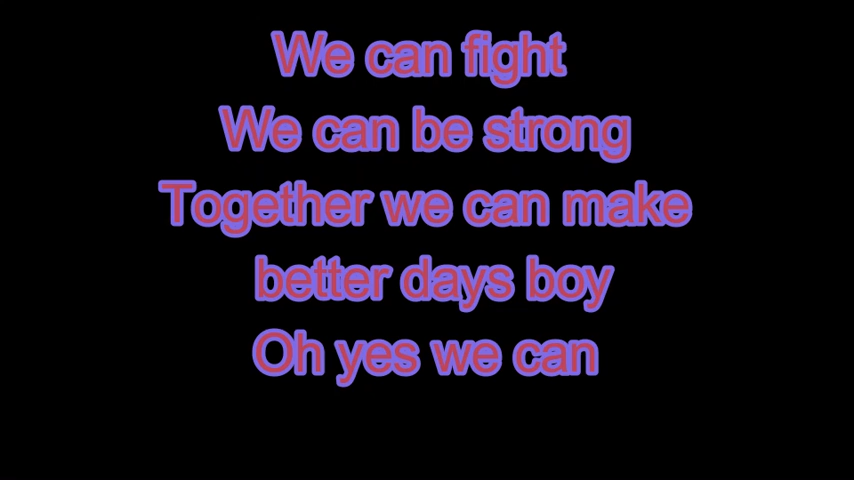 We can fight
We can be strong
Together we can make
better days boy
Oh yes we can